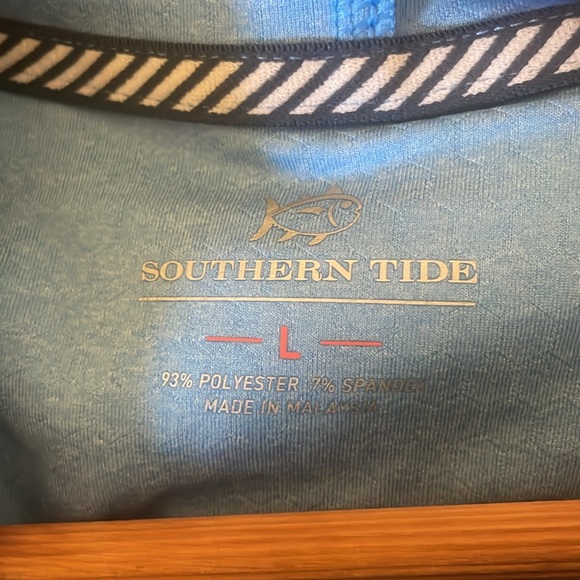 SOUTHERN TIDE
L
93% POLYESTER 7% SPANDEX
MADE IN MALAYSIA